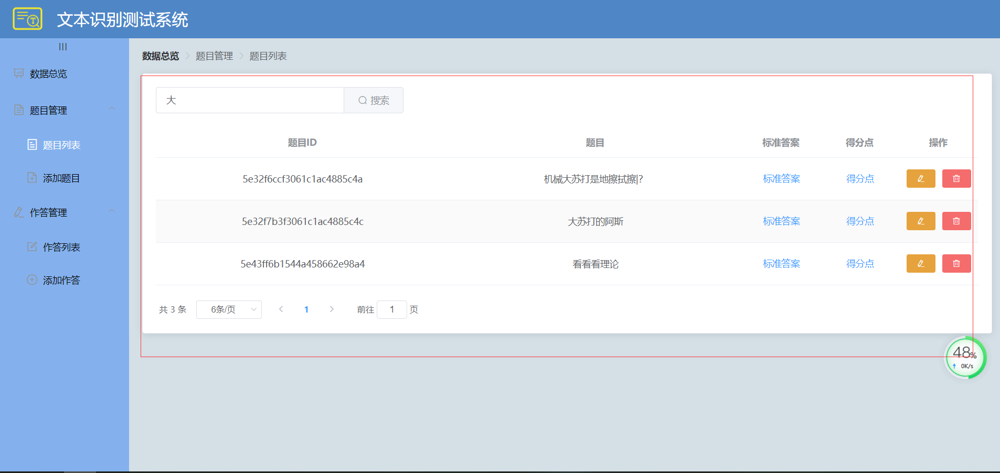 文本识别测试系统
数据总览
题目管理
题目列表
添加题目
作答管理
作答列表
添加作答
数据总览 > 题目管理 > 题目列表
大 搜索
题目ID 题目 标准答案 得分点 操作
5e32f6ccf3061c1ac4885c4a 机械大苏打是地擦拭擦|? 标准答案 得分点
5e32f7b3f3061c1ac4885c4c 大苏打的阿斯 标准答案 得分点
5e43ff6b1544a458662e98a4 看看看理论 标准答案 得分点
共 3 条 6条/页 < 1 > 前往 1 页
48%
0K/s